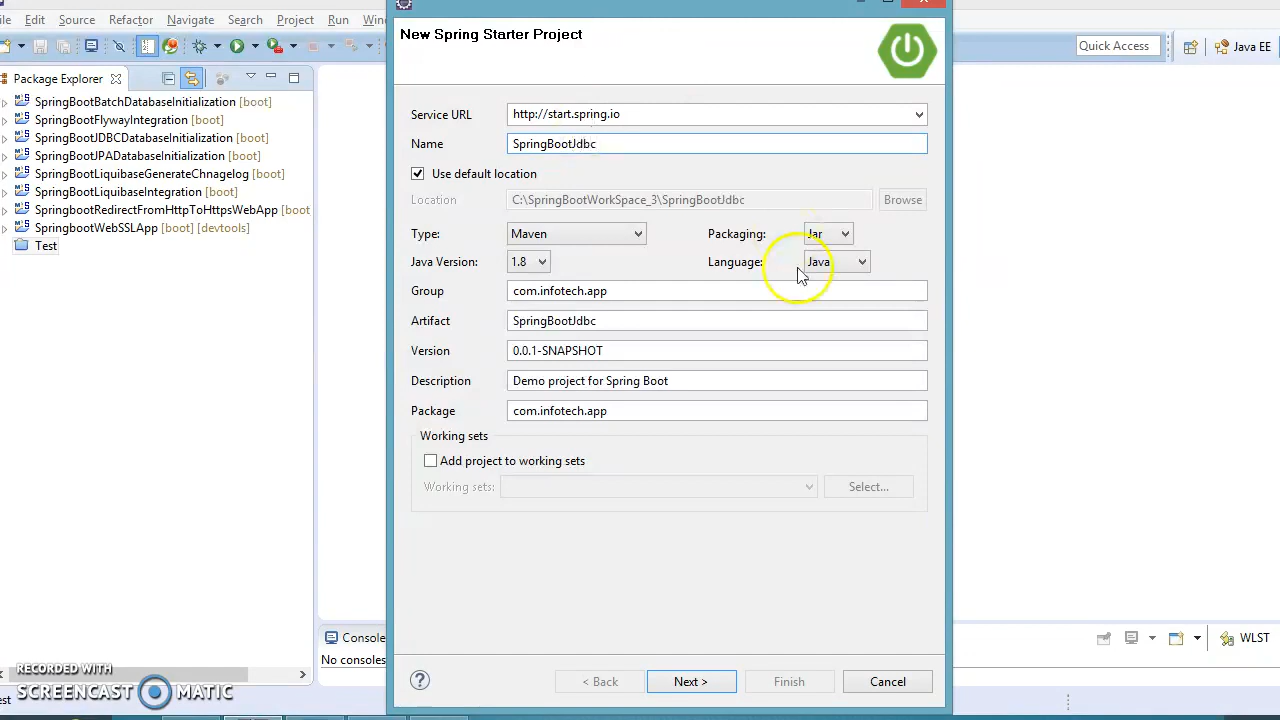 New Spring Starter Project
File Edit Source Refactor Navigate Search Project Run
Quick Access
Java EE
Package Explorer
SpringBootBatchDatabaseInitialization [boot]
SpringBootFlywayIntegration [boot]
SpringBootJDBCDatabaseInitialization [boot]
SpringBootJPADatabaseInitialization [boot]
SpringBootLiquibaseGenerateChnagelog [boot]
SpringBootLiquibaseIntegration [boot]
SpringbootRedirectFromHttpToHttpsWebApp [boot
SpringbootWebSSLApp [boot] [devtools]
Test
Service URL http://start.spring.io
Name SpringBootJdbc
Use default location
Location C:\SpringBootWorkSpace_3\SpringBootJdbc Browse
Type: Maven Packaging: Jar
Java Version: 1.8 Language: Java
Group com.infotech.app
Artifact SpringBootJdbc
Version 0.0.1-SNAPSHOT
Description Demo project for Spring Boot
Package com.infotech.app
Working sets
Add project to working sets
Working sets: Select...
Console
No consoles
WLST
< Back Next > Finish Cancel
RECORDED WITH
SCREENCAST MATIC